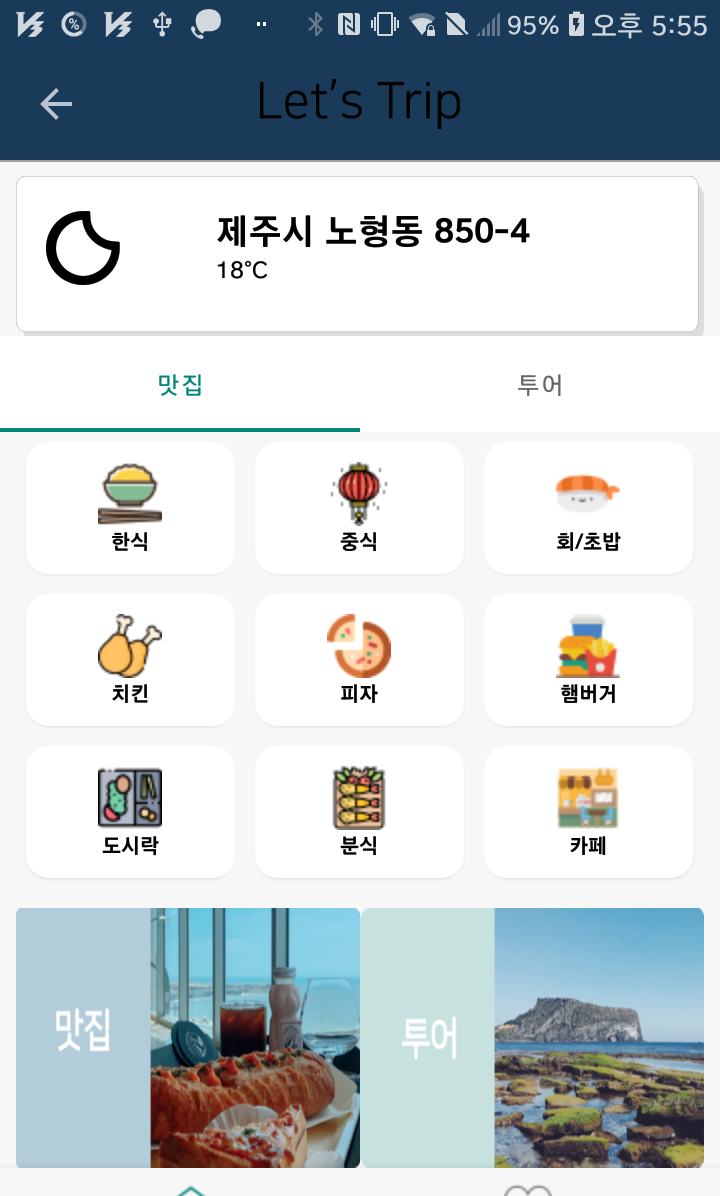 95% 오후 5:55
Let's Trip
제주시 노형동 850-4
18°C
맛집 투어
한식 중식 회/초밥
치킨 피자 햄버거
도시락 분식 카페
맛집 투어